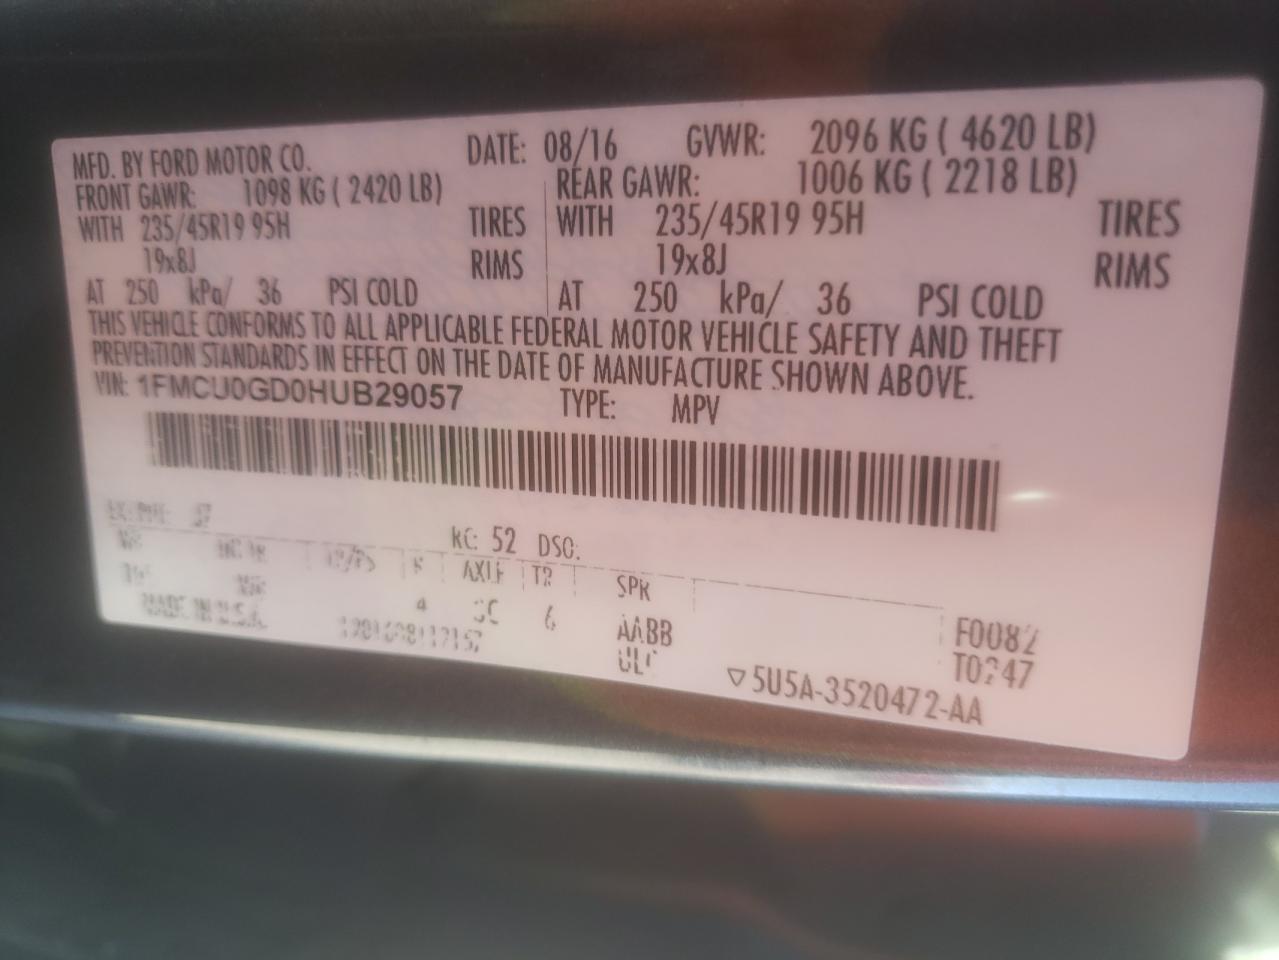 MFD. BY FORD MOTOR CO. DATE: 08/16 GVWR: 2096 KG ( 4620 LB)
FRONT GAWR: 1098 KG ( 2420 LB) REAR GAWR: 1006 KG ( 2218 LB)
WITH 235/45R19 95H TIRES WITH 235/45R19 95H TIRES
19x8J RIMS 19x8J RIMS
AT 250 kPa/ 36 PSI COLD AT 250 kPa/ 36 PSI COLD
THIS VEHICLE CONFORMS TO ALL APPLICABLE FEDERAL MOTOR VEHICLE SAFETY AND THEFT
PREVENTION STANDARDS IN EFFECT ON THE DATE OF MANUFACTURE SHOWN ABOVE.
VIN: 1FMCU0GD0HUB29057 TYPE: MPV
RC: 52 DSO:
AXLE TR SPR
4 6 AABB F0082
MADE IN U.S.A.
▽5U5A-3520472-AA